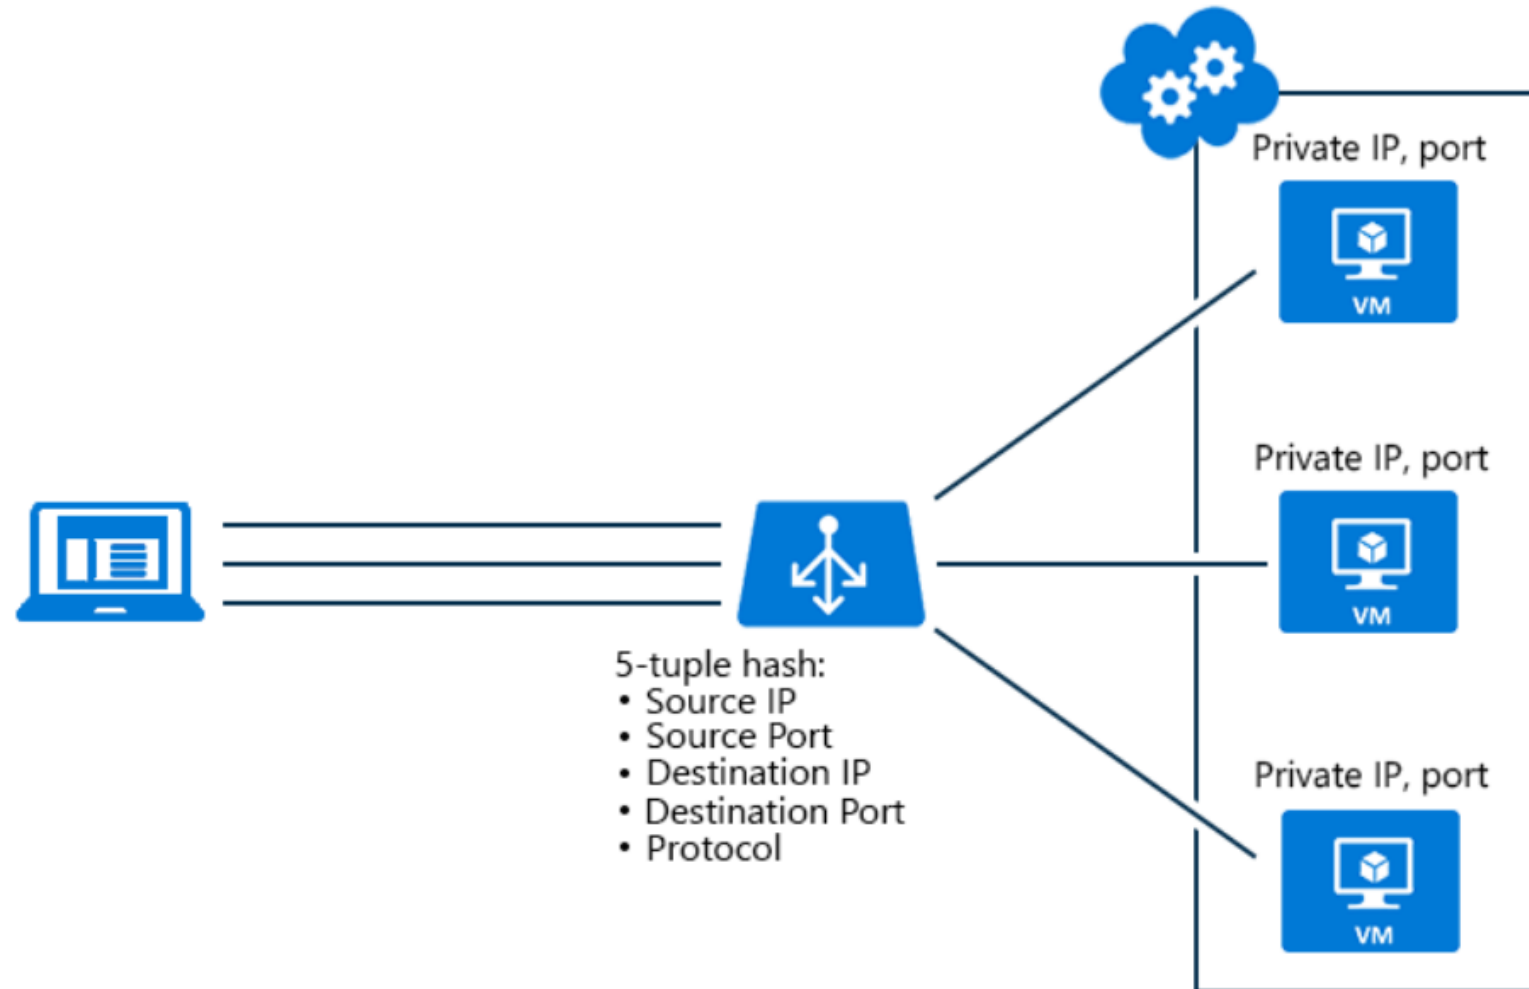 Private IP, port
VM
Private IP, port
VM
5-tuple hash:
• Source IP
• Source Port
• Destination IP
• Destination Port
• Protocol
Private IP, port
VM